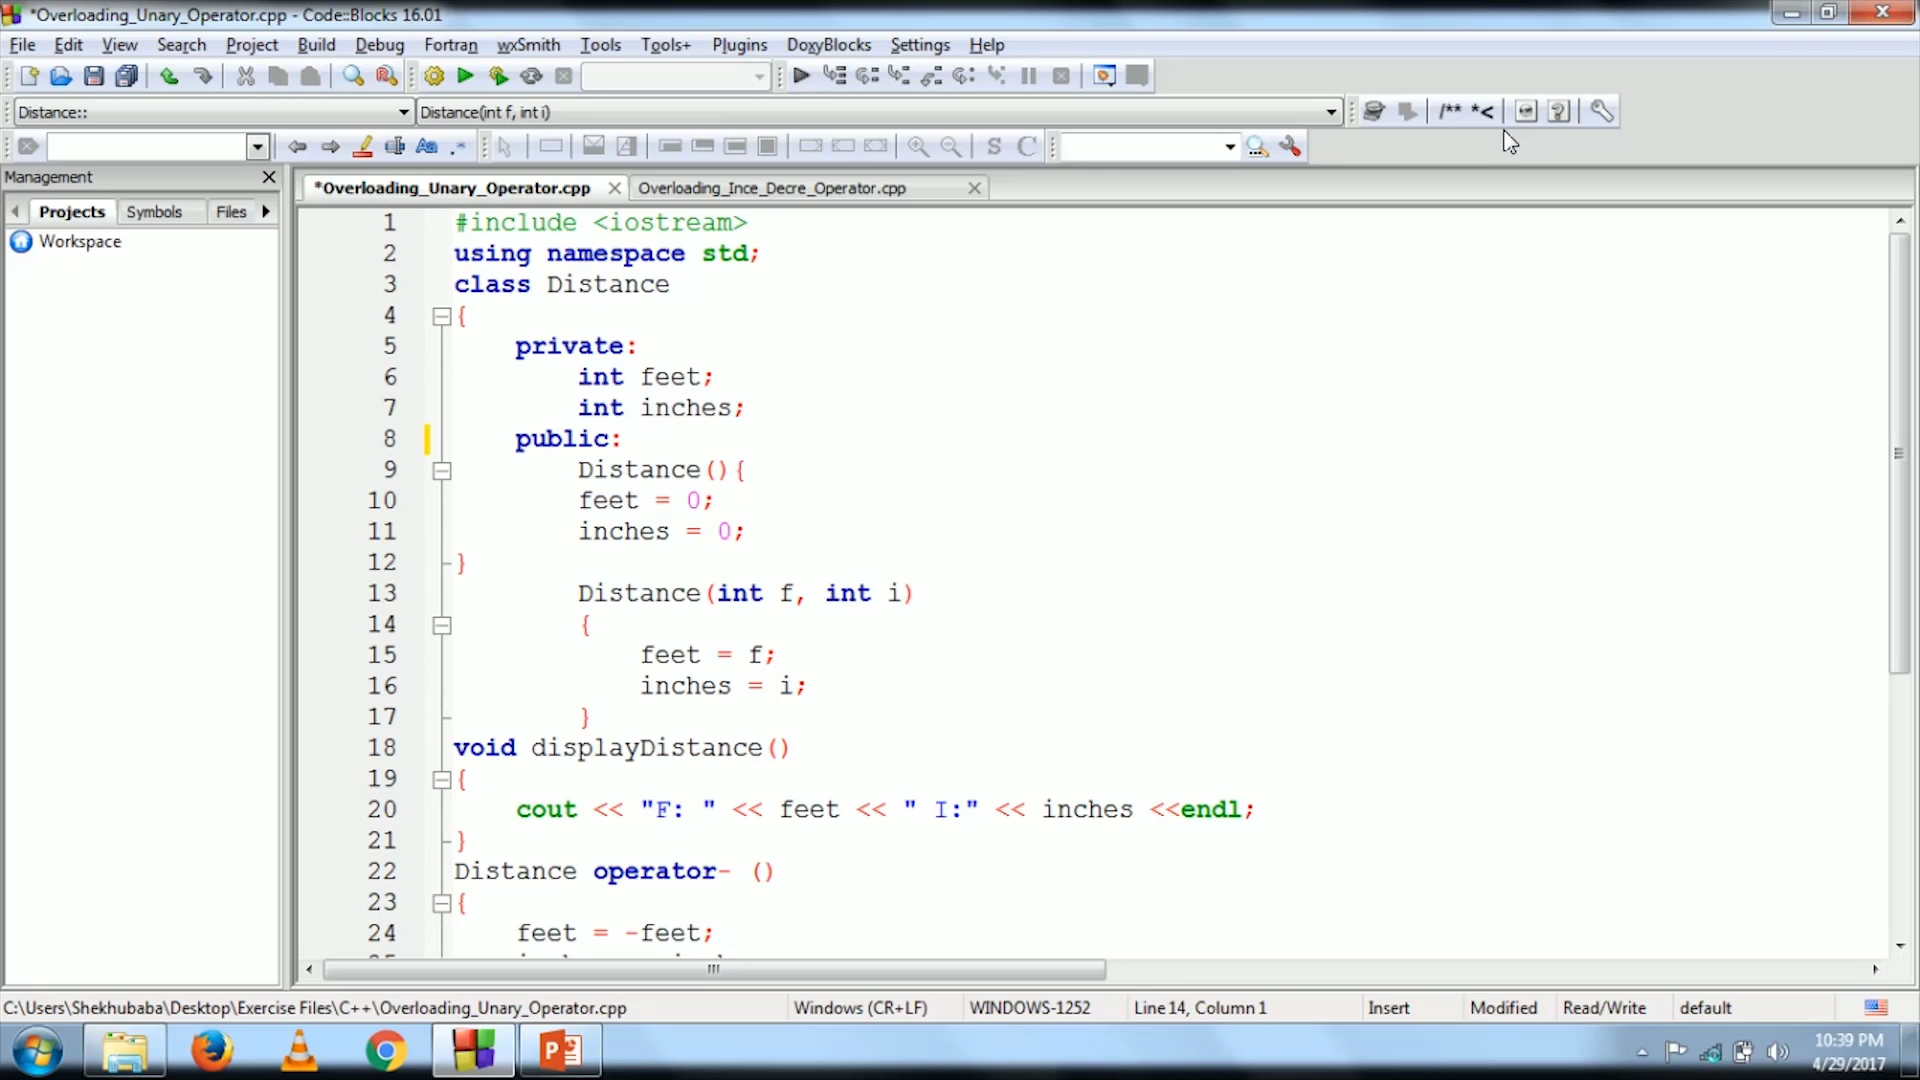 *Overloading_Unary_Operator.cpp - Code::Blocks 16.01
File Edit View Search Project Build Debug Fortran wxSmith Tools Tools+ Plugins DoxyBlocks Settings Help
Distance:: Distance(int f, int i) /** *<
S C
Management
*Overloading_Unary_Operator.cpp Overloading_Ince_Decre_Operator.cpp
Projects Symbols Files
Workspace
1 #include <iostream>
2 using namespace std;
3 class Distance
4 {
5 private:
6 int feet;
7 int inches;
8 public:
9 Distance(){
10 feet = 0;
11 inches = 0;
12 }
13 Distance(int f, int i)
14 {
15 feet = f;
16 inches = i;
17 }
18 void displayDistance()
19 {
20 cout << "F: " << feet << " I:" << inches <<endl;
21 }
22 Distance operator- ()
23 {
24 feet = -feet;
C:\Users\Shekhubaba\Desktop\Exercise Files\C++\Overloading_Unary_Operator.cpp Windows (CR+LF) WINDOWS-1252 Line 14, Column 1 Insert Modified Read/Write default
10:39 PM
4/29/2017